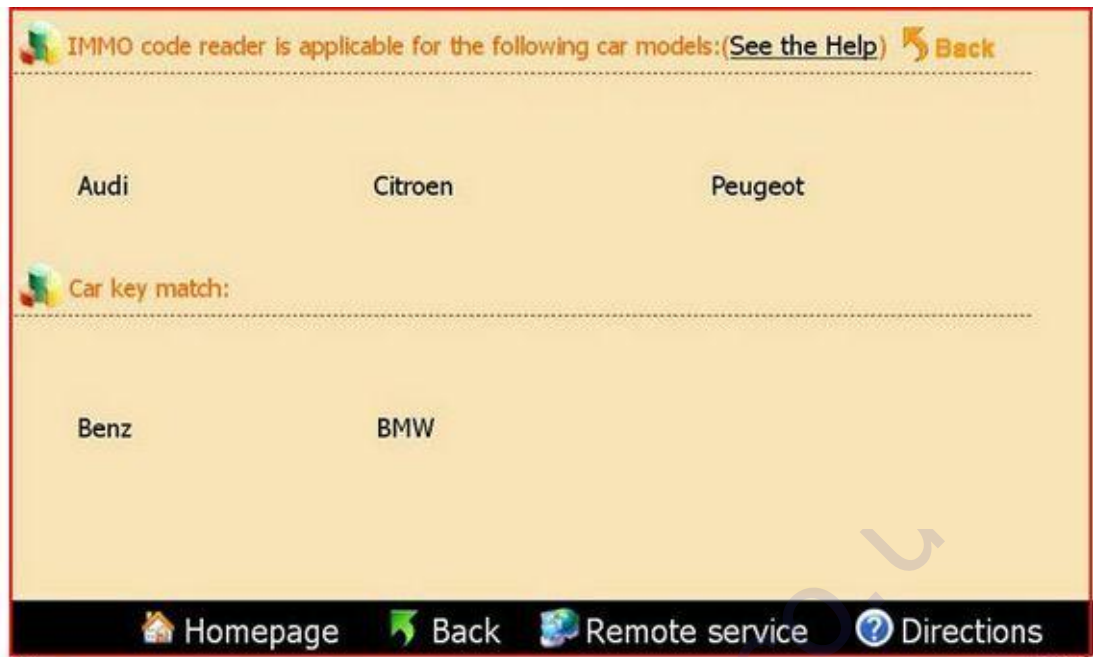 IMMO code reader is applicable for the following car models:(See the Help) Back
Audi Citroen Peugeot
Car key match:
Benz BMW
Homepage Back Remote service Directions